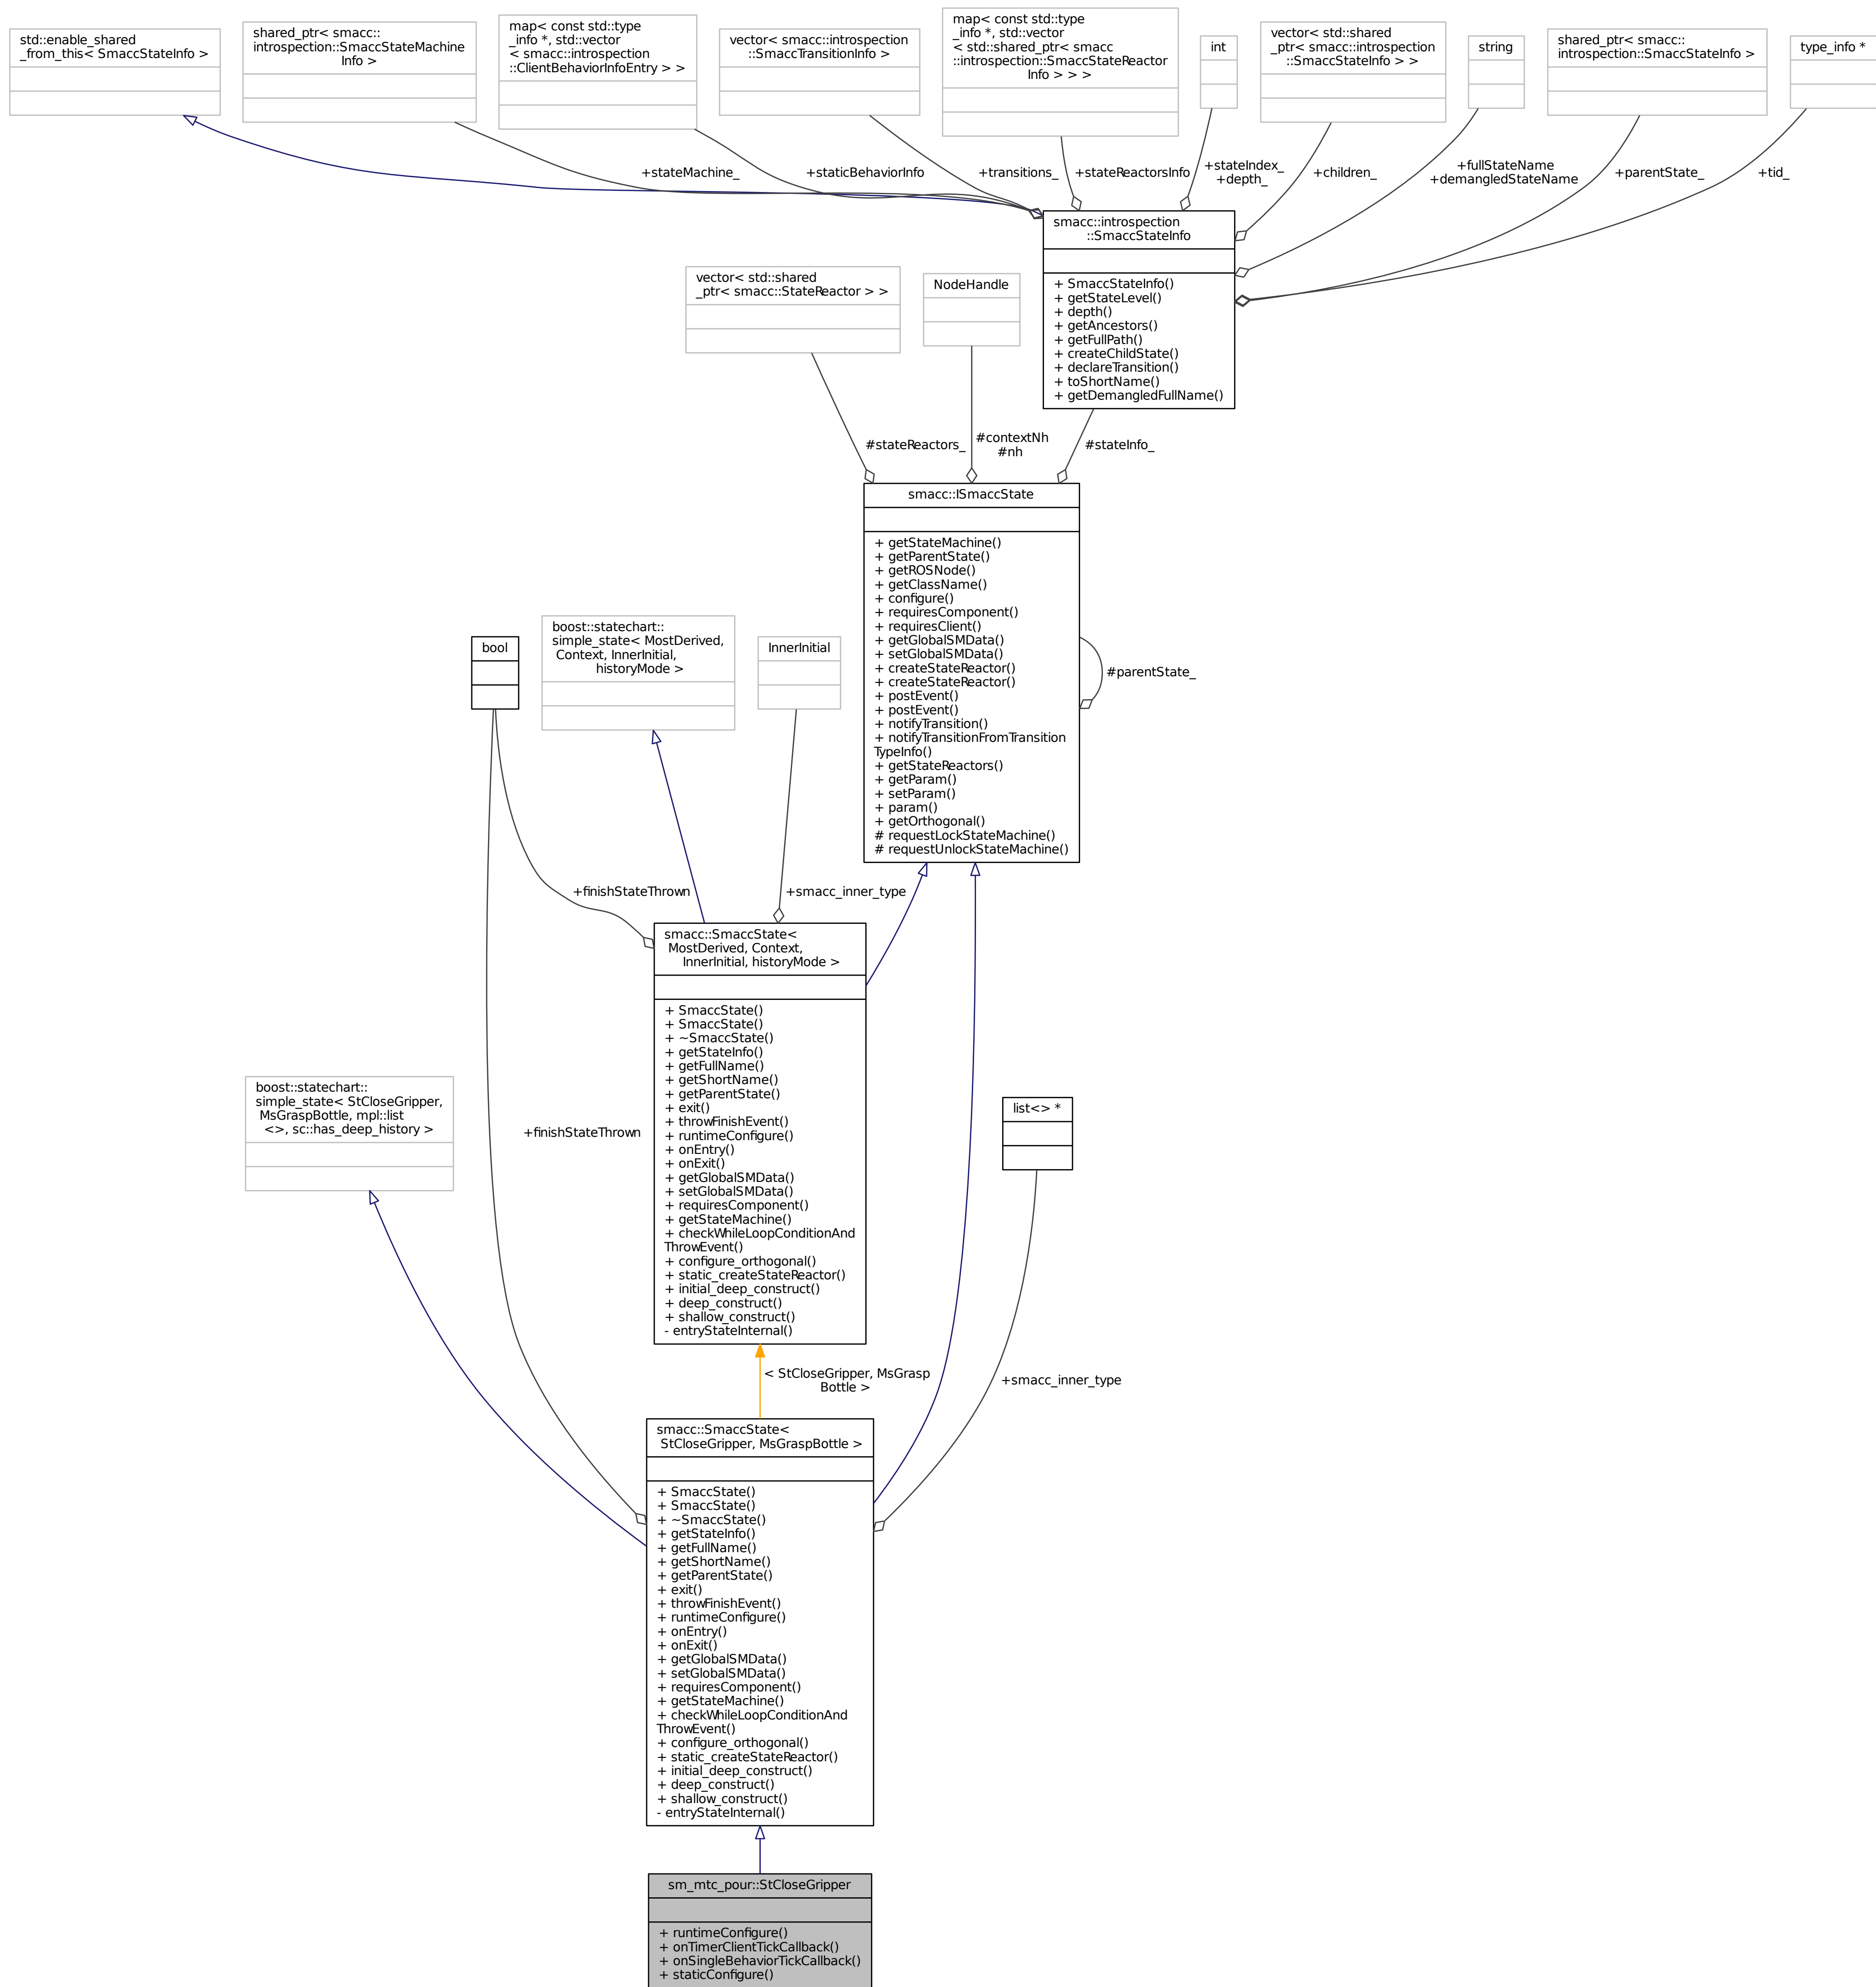 std::enable_shared
_from_this< SmaccStateInfo >
shared_ptr< smacc::
introspection::SmaccStateMachine
Info >
map< const std::type
_info *, std::vector
< smacc::introspection
::ClientBehaviorInfoEntry > >
vector< smacc::introspection
::SmaccTransitionInfo >
map< const std::type
_info *, std::vector
< std::shared_ptr< smacc
::introspection::SmaccStateReactor
Info > > >
int
vector< std::shared
_ptr< smacc::introspection
::SmaccStateInfo > >
string
shared_ptr< smacc::
introspection::SmaccStateInfo >
type_info *
+stateMachine_
+staticBehaviorInfo
+transitions_
+stateReactorsInfo
+stateIndex_
+depth_
+children_
+fullStateName
+demangledStateName
+parentState_
+tid_
smacc::introspection
::SmaccStateInfo
+ SmaccStateInfo()
+ getStateLevel()
+ depth()
+ getAncestors()
+ getFullPath()
+ createChildState()
+ declareTransition()
+ toShortName()
+ getDemangledFullName()
vector< std::shared
_ptr< smacc::StateReactor > >
NodeHandle
#stateReactors_
#contextNh
#nh
#stateInfo_
smacc::ISmaccState
+ getStateMachine()
+ getParentState()
+ getROSNode()
+ getClassName()
+ configure()
+ requiresComponent()
+ requiresClient()
+ getGlobalSMData()
+ setGlobalSMData()
+ createStateReactor()
+ createStateReactor()
+ postEvent()
+ postEvent()
+ notifyTransition()
+ notifyTransitionFromTransition
TypeInfo()
+ getStateReactors()
+ getParam()
+ setParam()
+ param()
+ getOrthogonal()
# requestLockStateMachine()
# requestUnlockStateMachine()
#parentState_
bool
boost::statechart::
simple_state< MostDerived,
Context, InnerInitial,
historyMode >
InnerInitial
+finishStateThrown
+smacc_inner_type
smacc::SmaccState<
MostDerived, Context,
InnerInitial, historyMode >
+ SmaccState()
+ SmaccState()
+ ~SmaccState()
+ getStateInfo()
+ getFullName()
+ getShortName()
+ getParentState()
+ exit()
+ throwFinishEvent()
+ runtimeConfigure()
+ onEntry()
+ onExit()
+ getGlobalSMData()
+ setGlobalSMData()
+ requiresComponent()
+ getStateMachine()
+ checkWhileLoopConditionAnd
ThrowEvent()
+ configure_orthogonal()
+ static_createStateReactor()
+ initial_deep_construct()
+ deep_construct()
+ shallow_construct()
- entryStateInternal()
boost::statechart::
simple_state< StCloseGripper,
MsGraspBottle, mpl::list
<>, sc::has_deep_history >
+finishStateThrown
list<> *
< StCloseGripper, MsGrasp
Bottle >
+smacc_inner_type
smacc::SmaccState<
StCloseGripper, MsGraspBottle >
+ SmaccState()
+ SmaccState()
+ ~SmaccState()
+ getStateInfo()
+ getFullName()
+ getShortName()
+ getParentState()
+ exit()
+ throwFinishEvent()
+ runtimeConfigure()
+ onEntry()
+ onExit()
+ getGlobalSMData()
+ setGlobalSMData()
+ requiresComponent()
+ getStateMachine()
+ checkWhileLoopConditionAnd
ThrowEvent()
+ configure_orthogonal()
+ static_createStateReactor()
+ initial_deep_construct()
+ deep_construct()
+ shallow_construct()
- entryStateInternal()
sm_mtc_pour::StCloseGripper
+ runtimeConfigure()
+ onTimerClientTickCallback()
+ onSingleBehaviorTickCallback()
+ staticConfigure()